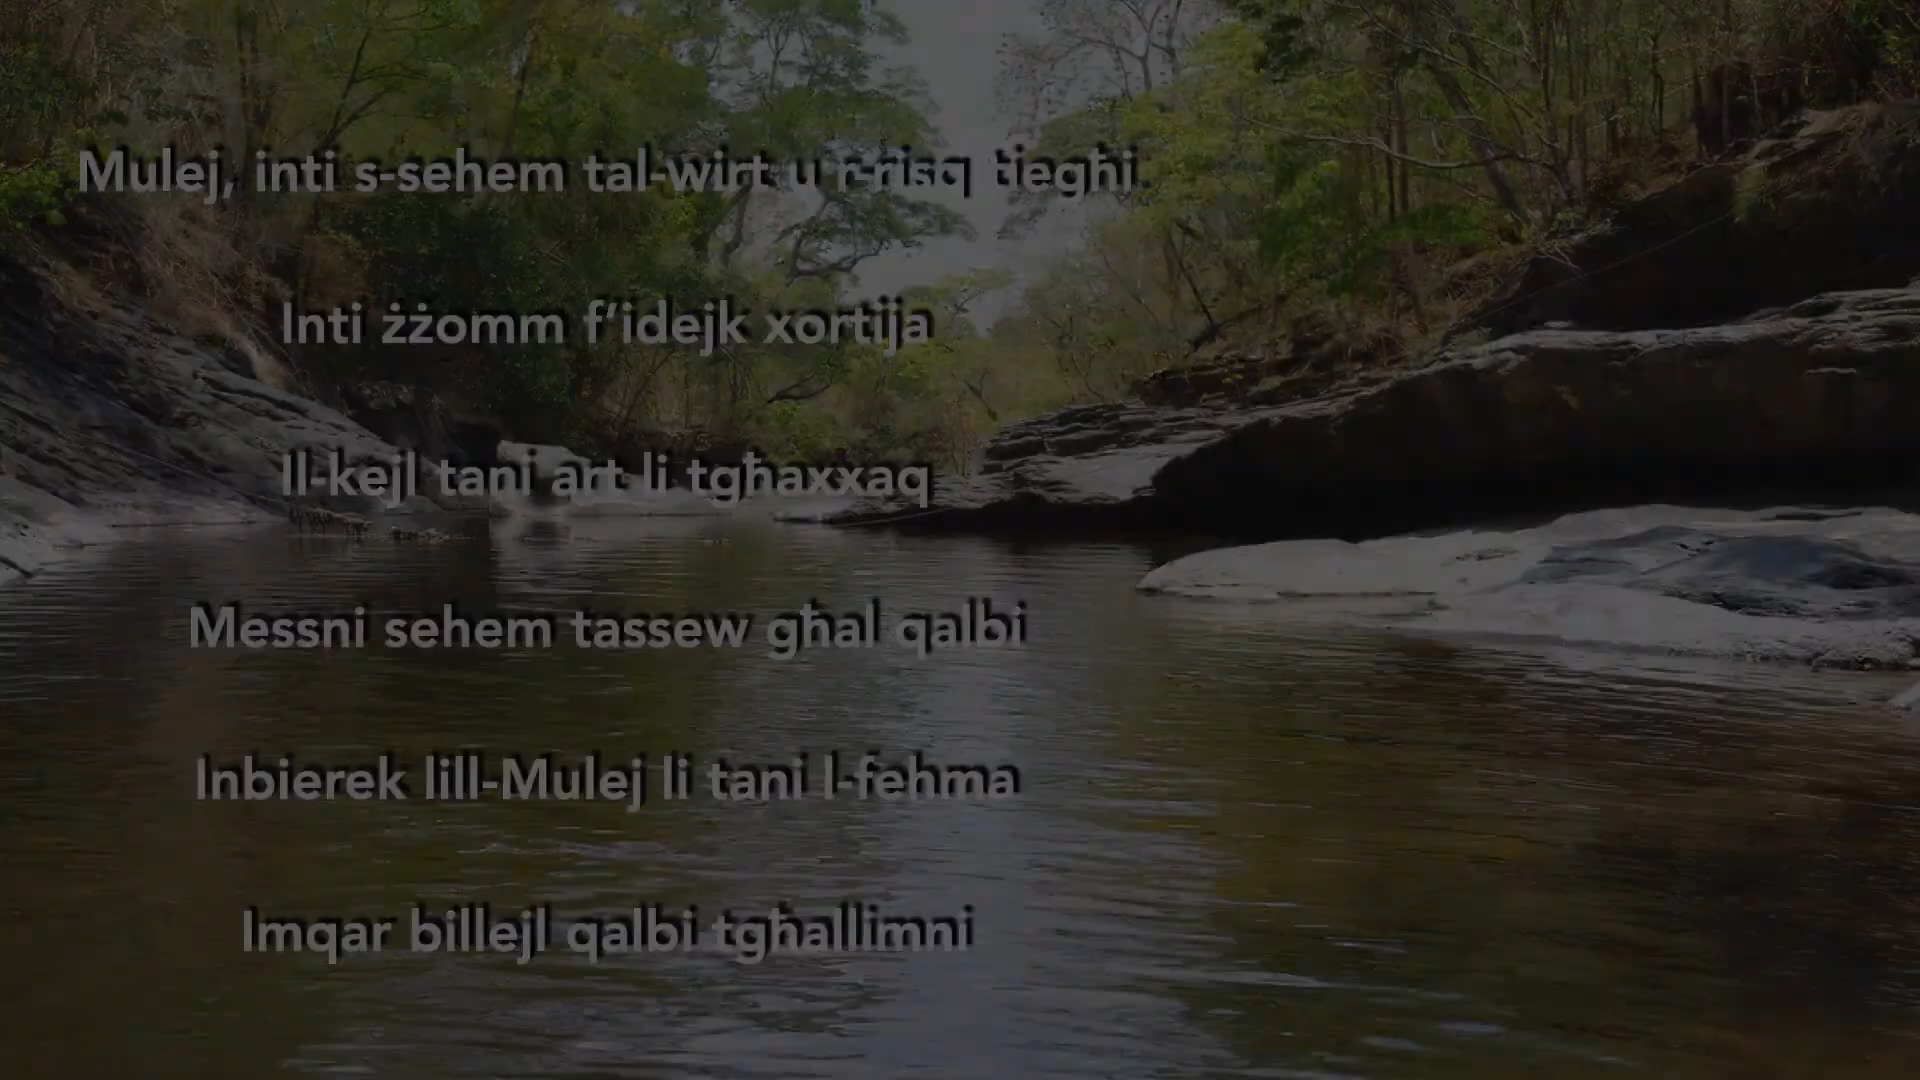 Mulej, inti s-sehem tal-wirt u r-risq tiegħi.
Inti żżomm f’idejk xortija
Il-kejl tani art li tgħaxxaq
Messni sehem tassew għal qalbi
Inbierek lill-Mulej li tani l-fehma
Imqar billejl qalbi tgħallimni